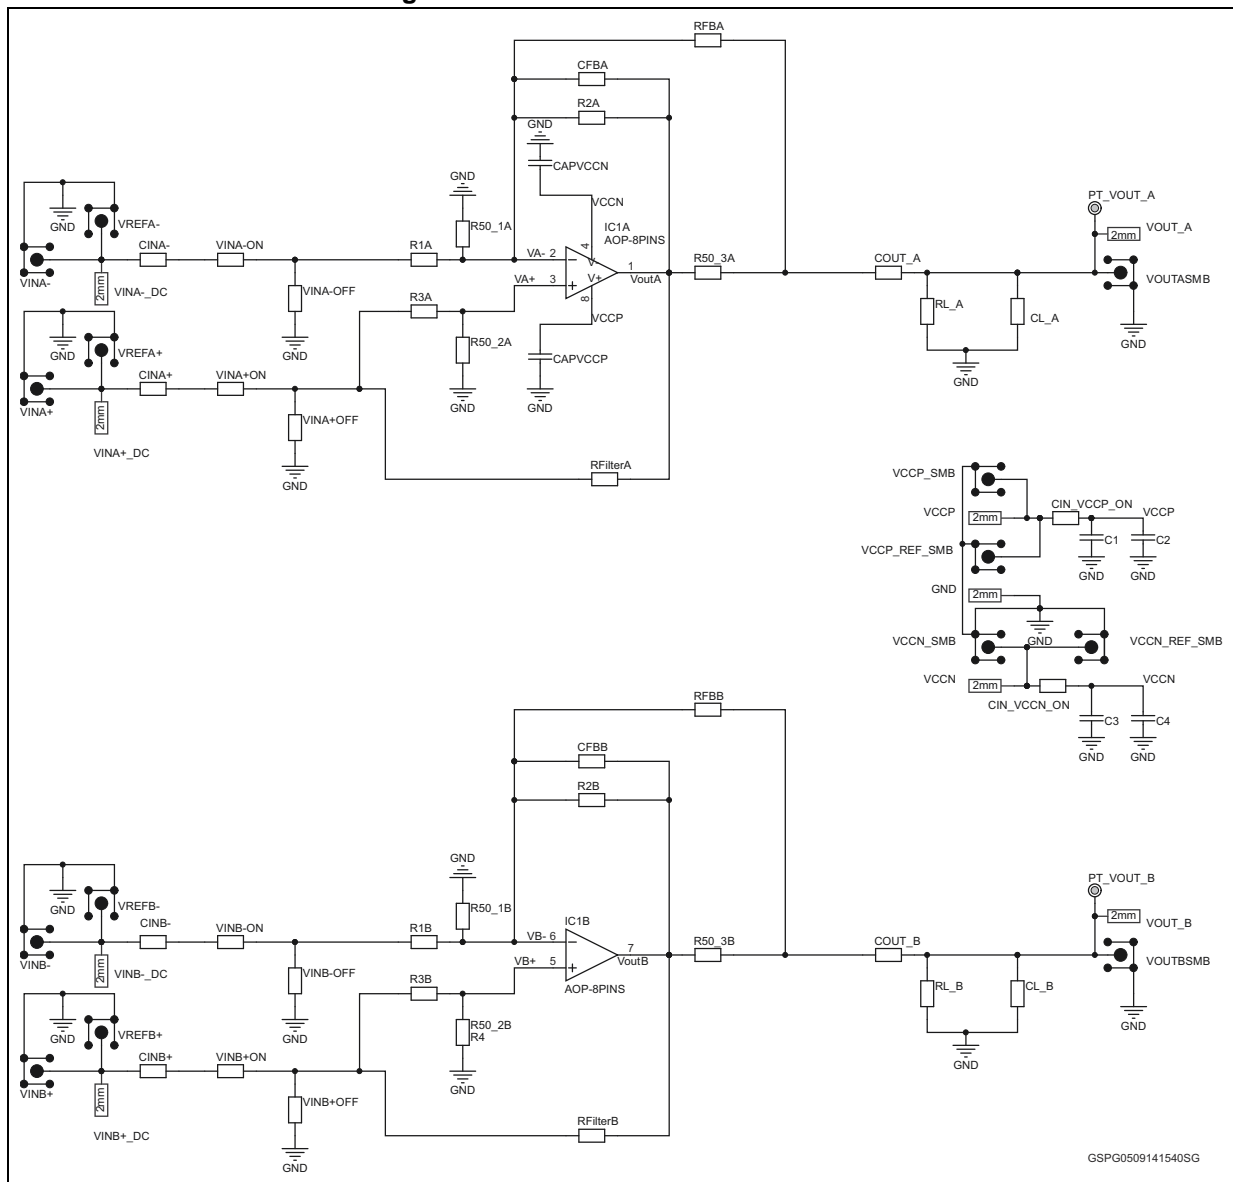 g
RFBA
CFBA
R2A
GND
CAPVCCN
VCCN
GND
R50_1A
IC1A
AOP-8PINS
4
V-
VA- 2
VA+
3
V+
8
1
VoutA
VCCP
CAPVCCP
GND
GND
VREFA-
VINA-
2mm
VINA-_DC
CINA-
VINA-ON
VINA-OFF
GND
R1A
R3A
R50_2A
GND
R50_3A
COUT_A
RL_A
CL_A
GND
PT_VOUT_A
VOUT_A
2mm
VOUTASMB
GND
GND
VREFA+
VINA+
2mm
VINA+_DC
CINA+
VINA+ON
VINA+OFF
GND
RFilterA
VCCP_SMB
VCCP
2mm
CIN_VCCP_ON
VCCP
C1
C2
GND
GND
VCCP_REF_SMB
GND
2mm
GND
VCCN_SMB
VCCN_REF_SMB
VCCN
2mm
CIN_VCCN_ON
VCCN
C3
C4
GND
GND
RFBB
CFBB
R2B
GND
R50_1B
IC1B
VB- 6
VB+
5
7
VoutB
AOP-8PINS
GND
VREFB-
VINB-
2mm
VINB-_DC
CINB-
VINB-ON
VINB-OFF
GND
R1B
R3B
R50_2B
R4
GND
R50_3B
COUT_B
RL_B
CL_B
GND
PT_VOUT_B
2mm
VOUT_B
VOUTBSMB
GND
GND
VREFB+
VINB+
2mm
VINB+_DC
CINB+
VINB+ON
VINB+OFF
GND
RFilterB
GSPG0509141540SG